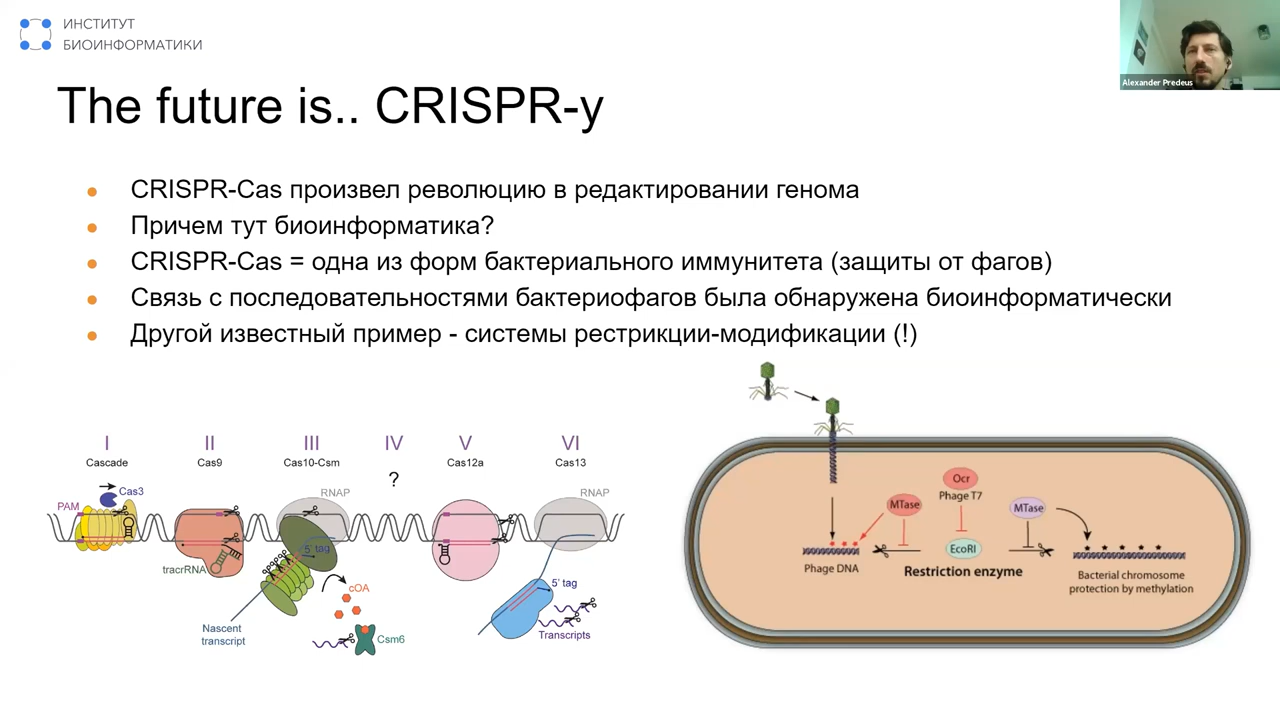 ИНСТИТУТ
БИОИНФОРМАТИКИ
Alexander Predeus
The future is.. CRISPR-y
CRISPR-Cas произвел революцию в редактировании генома
Причем тут биоинформатика?
CRISPR-Cas = одна из форм бактериального иммунитета (защиты от фагов)
Связь с последовательностями бактериофагов была обнаружена биоинформатически
Другой известный пример - системы рестрикции-модификации (!)
I II III IV V VI
Cascade Cas9 Cas10-Csm ? Cas12a Cas13
Cas3
PAM
RNAP
RNAP
5' tag
tracrRNA
cOA
5' tag
Nascent
transcript
Csm6
Transcripts
Ocr
Phage T7
MTase
MTase
EcoRI
Phage DNA
Restriction enzyme
Bacterial chromosome
protection by methylation